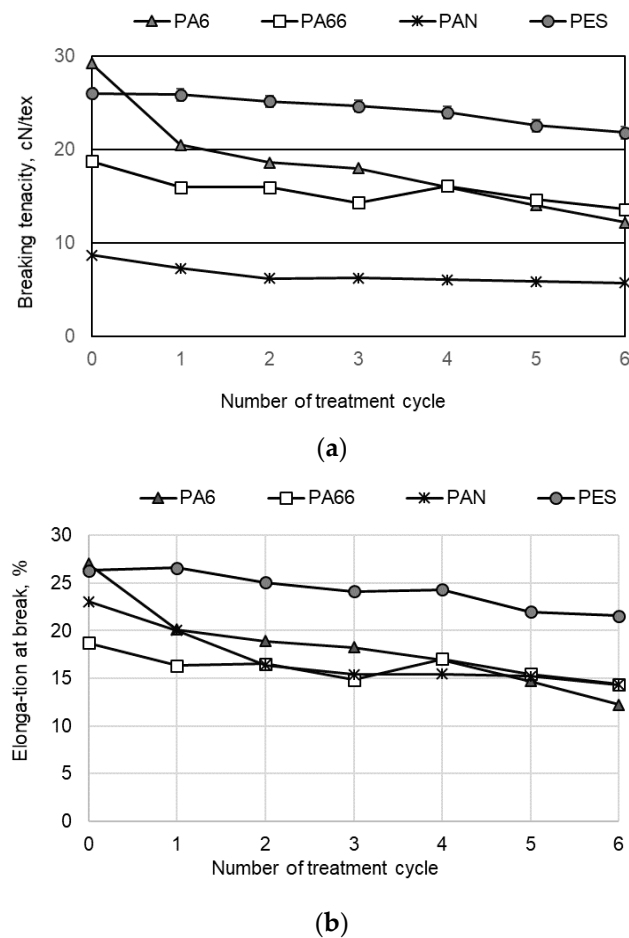 PA6 PA66 PAN PES
30
20
10
0
Breaking tenacity, cN/tex
0 1 2 3 4 5 6
Number of treatment cycle
(a)
PA6 PA66 PAN PES
30
25
20
15
10
5
0
Elonga-tion at break, %
0 1 2 3 4 5 6
Number of treatment cycle
(b)